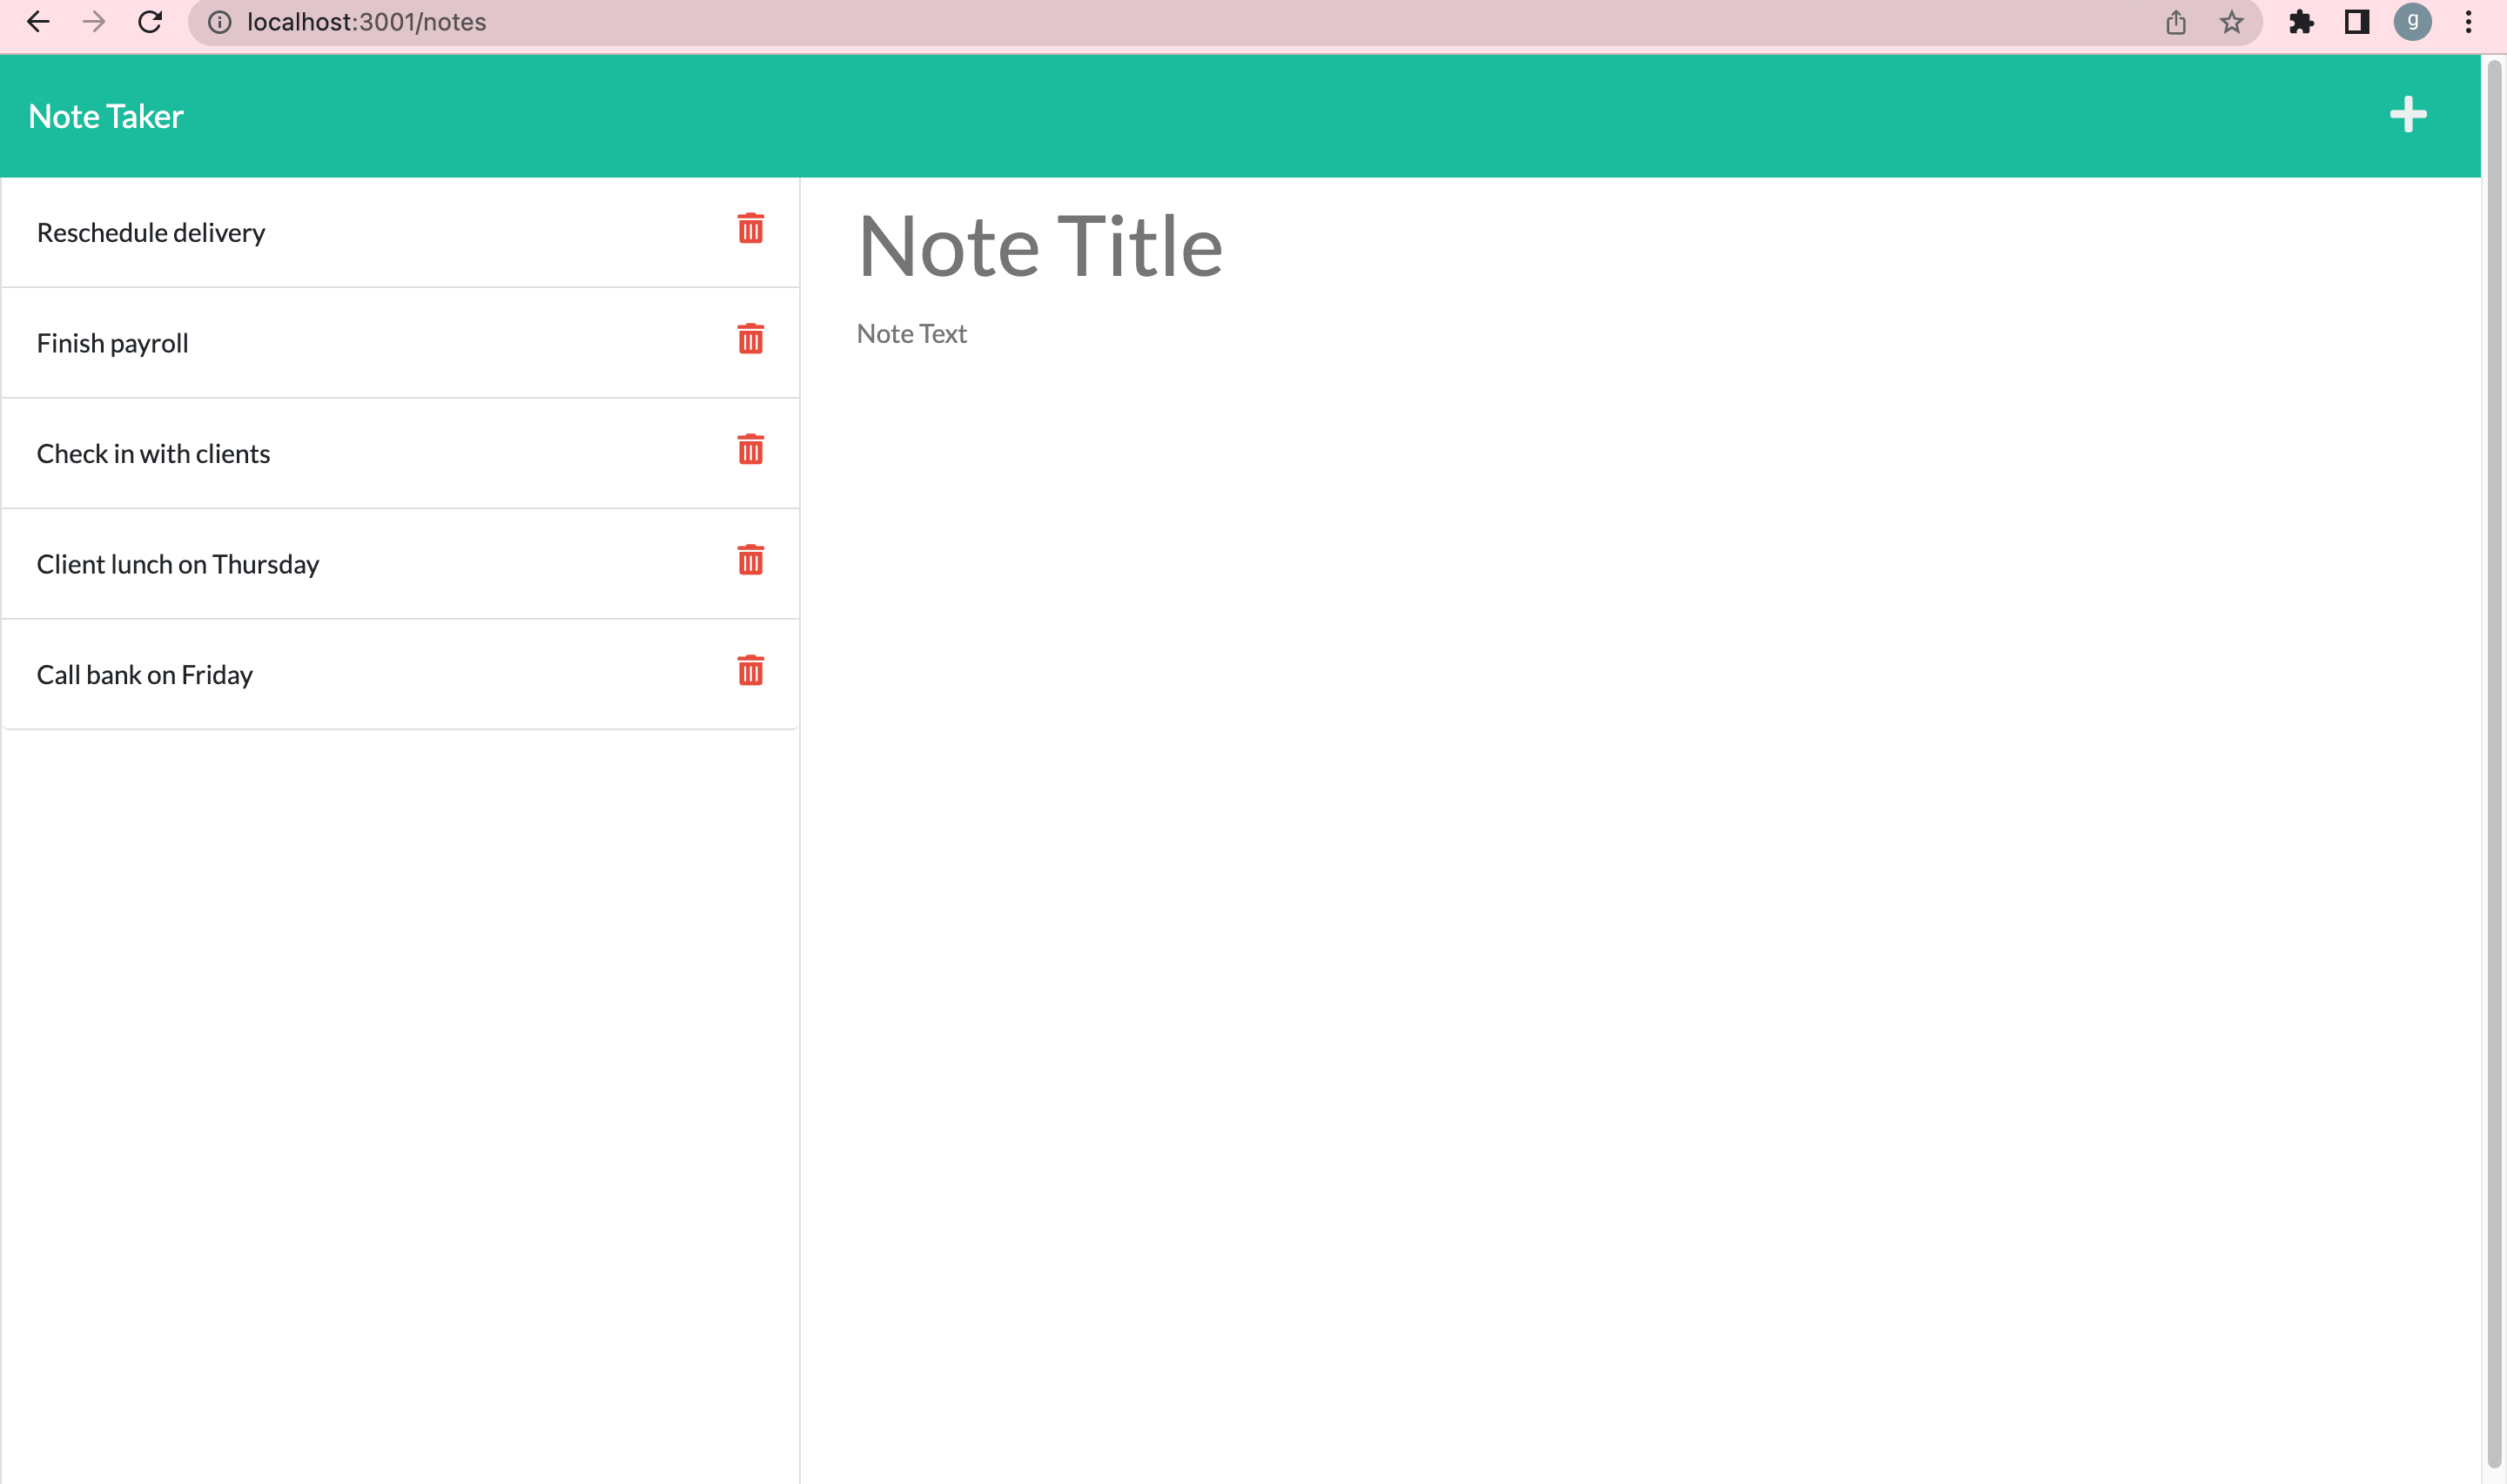 localhost:3001/notes
g
Note Taker
Reschedule delivery
Finish payroll
Check in with clients
Client lunch on Thursday
Call bank on Friday
Note Title
Note Text